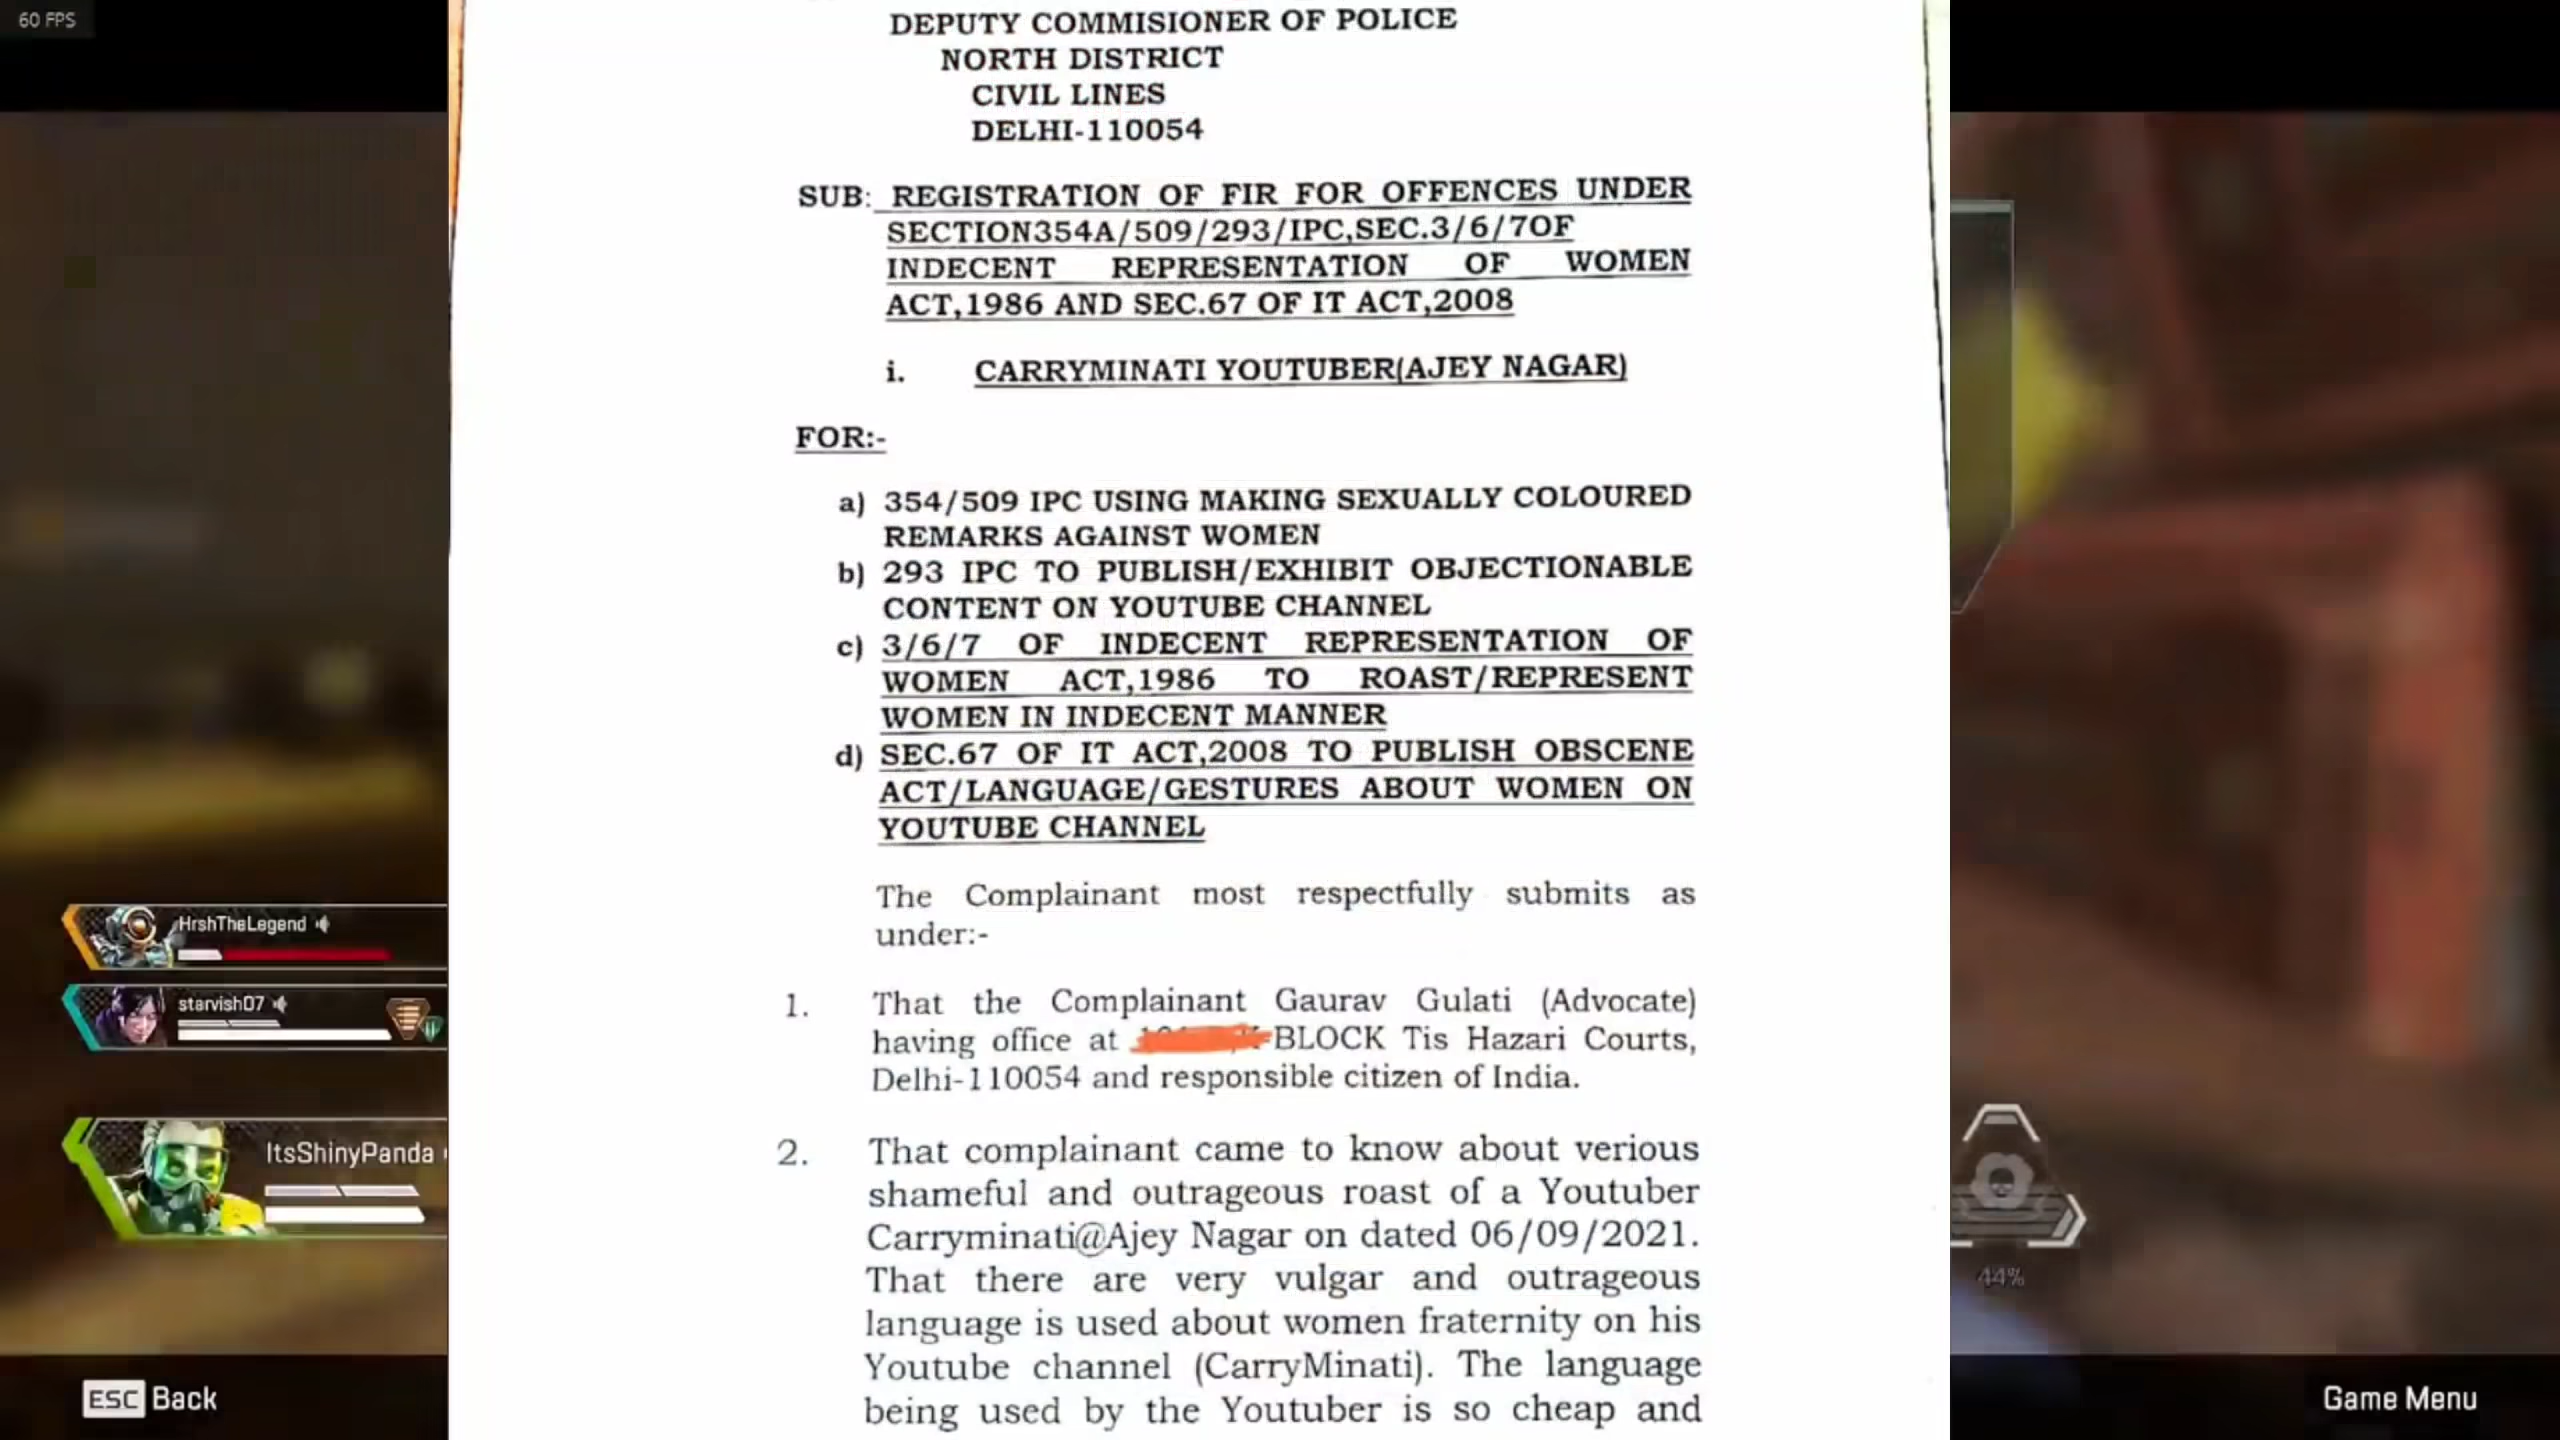 60 FPS
DEPUTY COMMISIONER OF POLICE
NORTH DISTRICT
CIVIL LINES
DELHI-110054
SUB: REGISTRATION OF FIR FOR OFFENCES UNDER
SECTION354A/509/293/IPC,SEC.3/6/7OF
INDECENT REPRESENTATION OF WOMEN
ACT,1986 AND SEC.67 OF IT ACT,2008
i. CARRYMINATI YOUTUBER(AJEY NAGAR)
FOR:-
a) 354/509 IPC USING MAKING SEXUALLY COLOURED
REMARKS AGAINST WOMEN
b) 293 IPC TO PUBLISH/EXHIBIT OBJECTIONABLE
CONTENT ON YOUTUBE CHANNEL
c) 3/6/7 OF INDECENT REPRESENTATION OF
WOMEN ACT,1986 TO ROAST/REPRESENT
WOMEN IN INDECENT MANNER
d) SEC.67 OF IT ACT,2008 TO PUBLISH OBSCENE
ACT/LANGUAGE/GESTURES ABOUT WOMEN ON
YOUTUBE CHANNEL
The Complainant most respectfully submits as
under:-
1. That the Complainant Gaurav Gulati (Advocate)
having office at BLOCK Tis Hazari Courts,
Delhi-110054 and responsible citizen of India.
2. That complainant came to know about verious
shameful and outrageous roast of a Youtuber
Carryminati@Ajey Nagar on dated 06/09/2021.
That there are very vulgar and outrageous
language is used about women fraternity on his
Youtube channel (CarryMinati). The language
being used by the Youtuber is so cheap and
HrshTheLegend
starvish07
ItsShinyPanda
44%
ESC Back
Game Menu